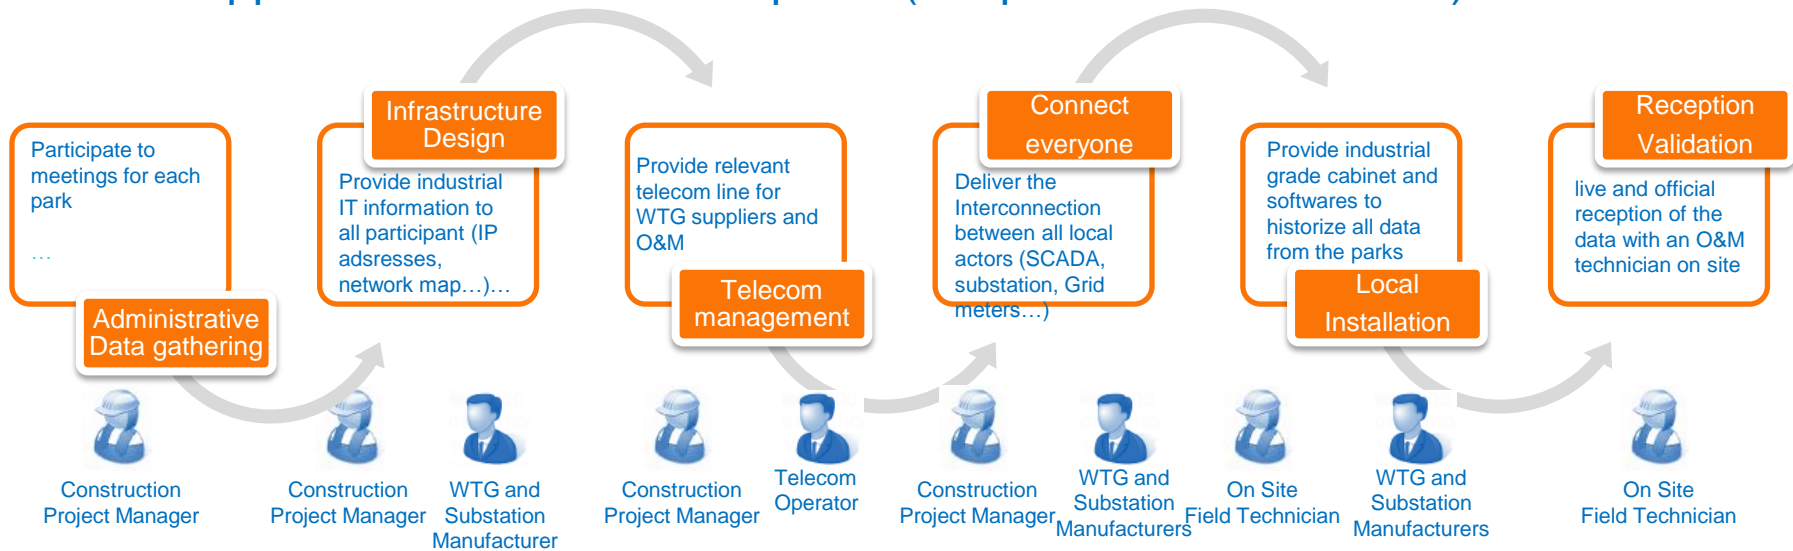 Participate to
meetings for each
park
…
Administrative
Data gathering
Infrastructure
Design
Provide industrial
IT information to
all participant (IP
adsresses,
network map…)…
Provide relevant
telecom line for
WTG suppliers and
O&M
Telecom
management
Connect
everyone
Deliver the
Interconnection
between all local
actors (SCADA,
substation, Grid
meters…)
Provide industrial
grade cabinet and
softwares to
historize all data
from the parks
Local
Installation
Reception
Validation
live and official
reception of the
data with an O&M
technician on site
Construction
Project Manager
Construction
Project Manager
WTG and
Substation
Manufacturer
Construction
Project Manager
Telecom
Operator
Construction
Project Manager
WTG and
Substation
Manufacturers
On Site
Field Technician
WTG and
Substation
Manufacturers
On Site
Field Technician